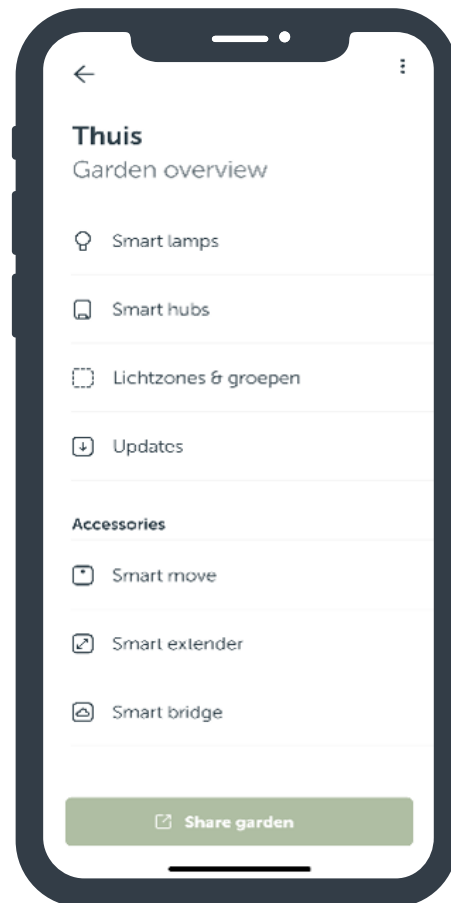 Thuis
Garden overview
Smart lamps
Smart hubs
Lichtzones & groepen
Updates
Accessories
Smart move
Smart extender
Smart bridge
Share garden